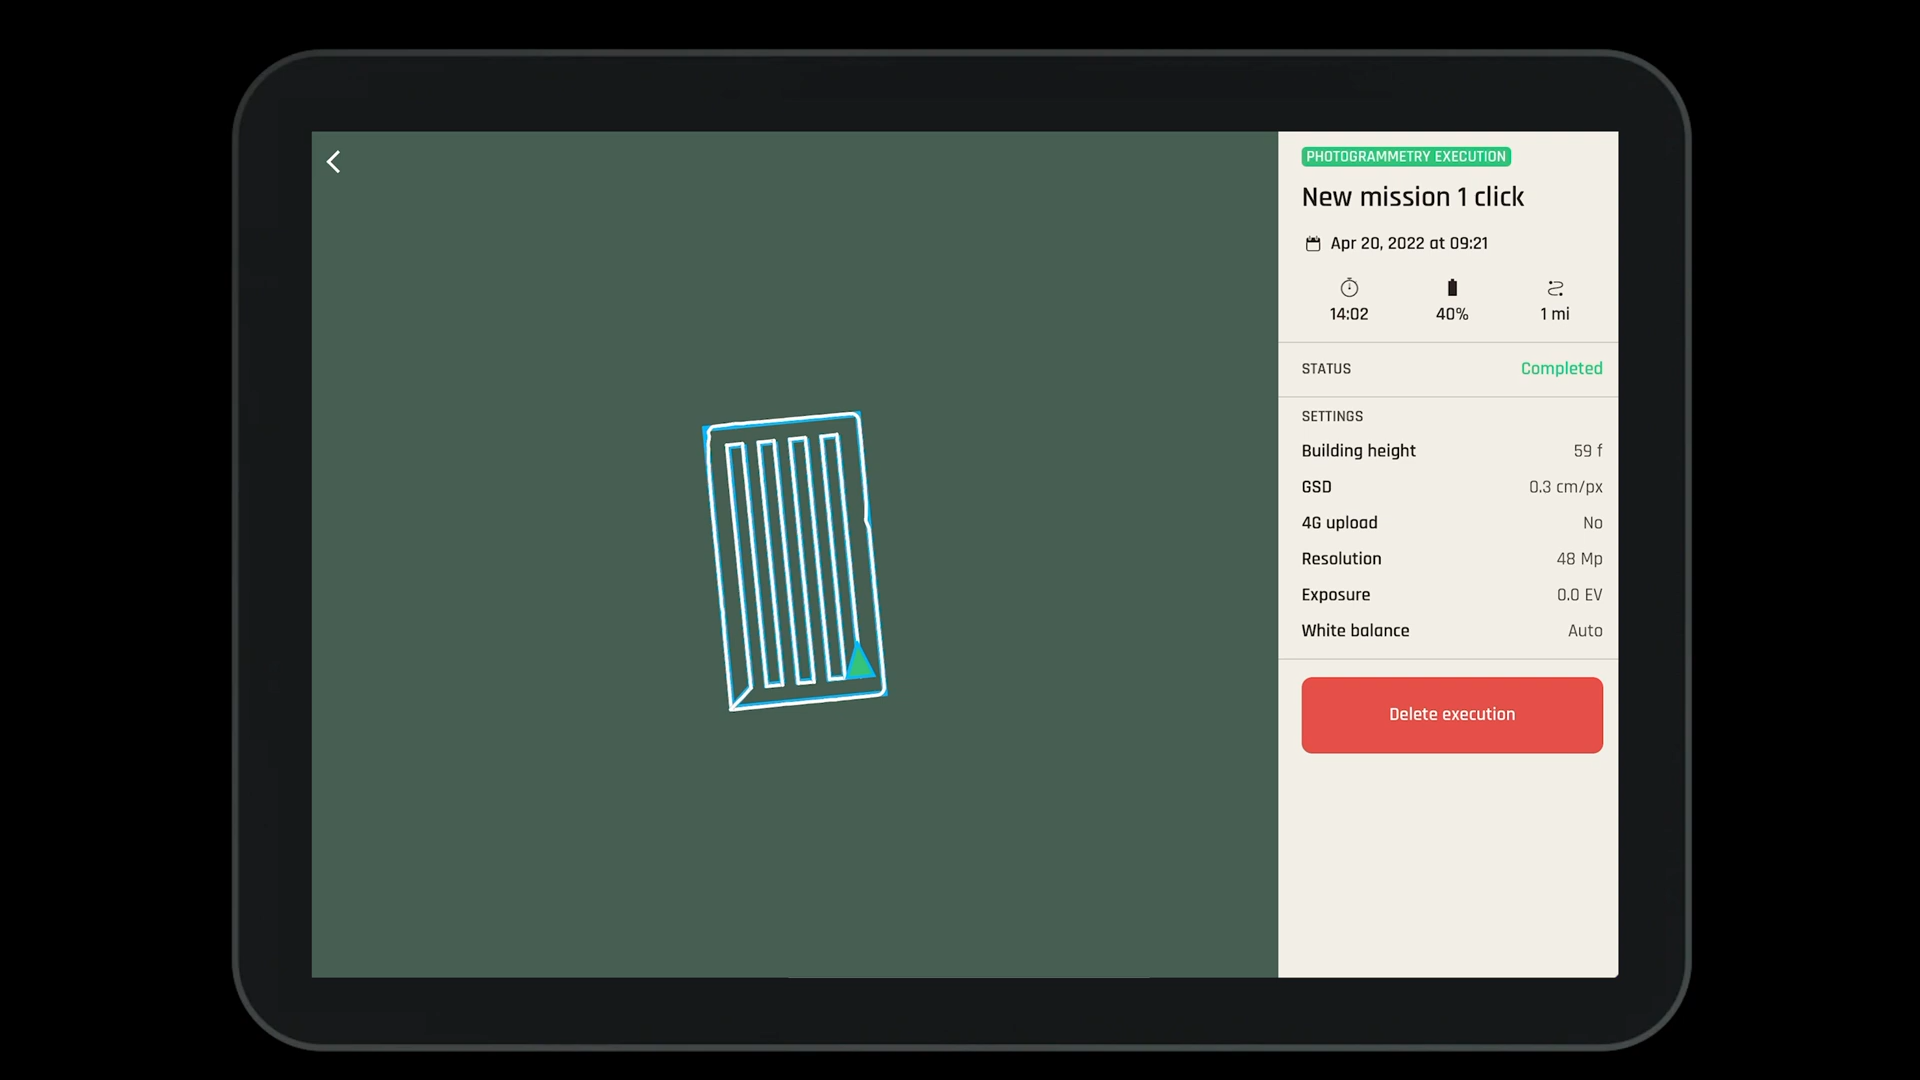 PHOTOGRAMMETRY EXECUTION
New mission 1 click
Apr 20, 2022 at 09:21
14:02 40% 1 mi
STATUS Completed
SETTINGS
Building height 59 f
GSD 0.3 cm/px
4G upload No
Resolution 48 Mp
Exposure 0.0 EV
White balance Auto
Delete execution